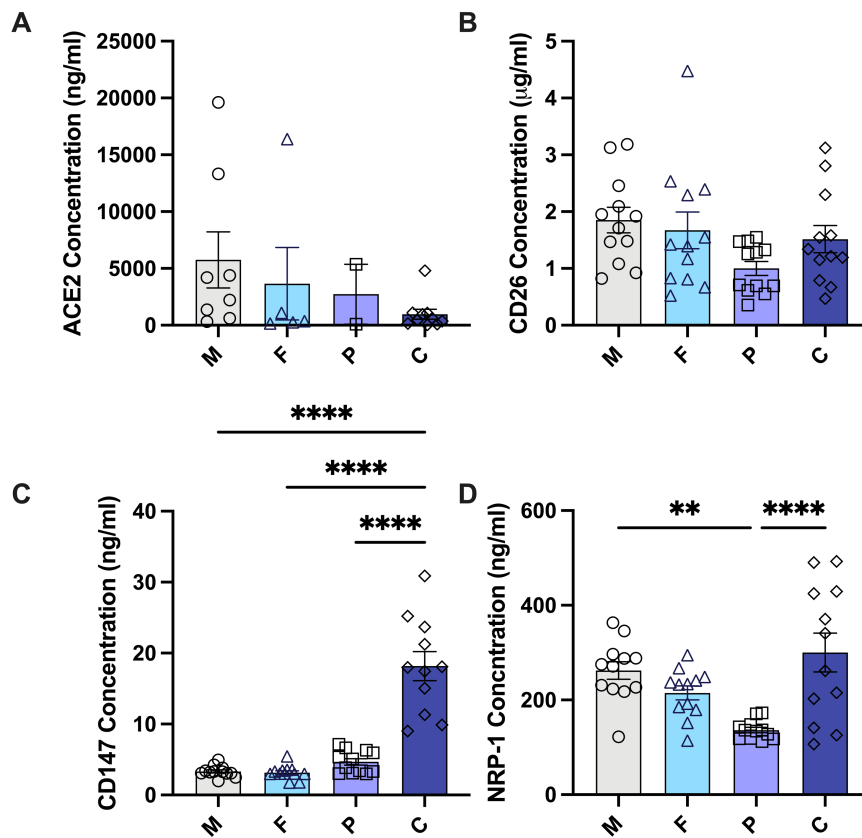 A
ACE2 Concentration (ng/ml)
25000
20000
15000
10000
5000
0
M
F
P
C
B
CD26 Concentration (μg/ml)
5
4
3
2
1
0
M
F
P
C
C
CD147 Concentration (ng/ml)
****
****
****
40
30
20
10
0
M
F
P
C
D
NRP-1 Concentration (ng/ml)
**
****
600
400
200
0
M
F
P
C